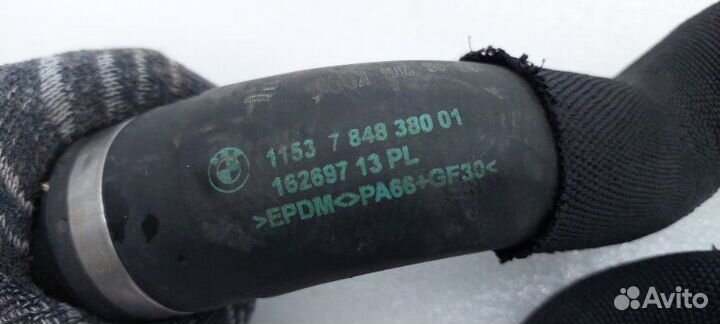 1153 7 848 380 01
162697 13 PL
>EPDM<>PA66+GF30<
Avito